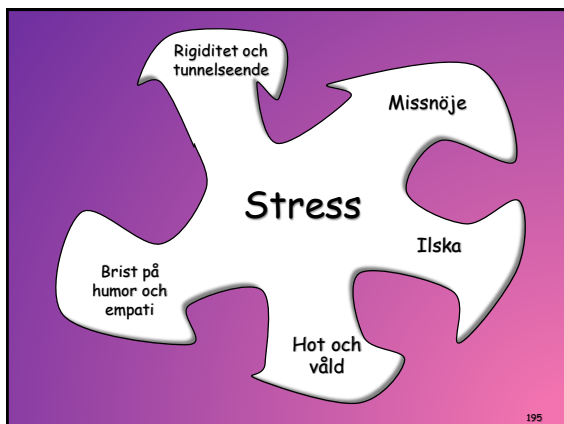 Rigiditet och
tunnelseende
Missnöje
Stress
Ilska
Brist på
humor och
empati
Hot och
våld
195